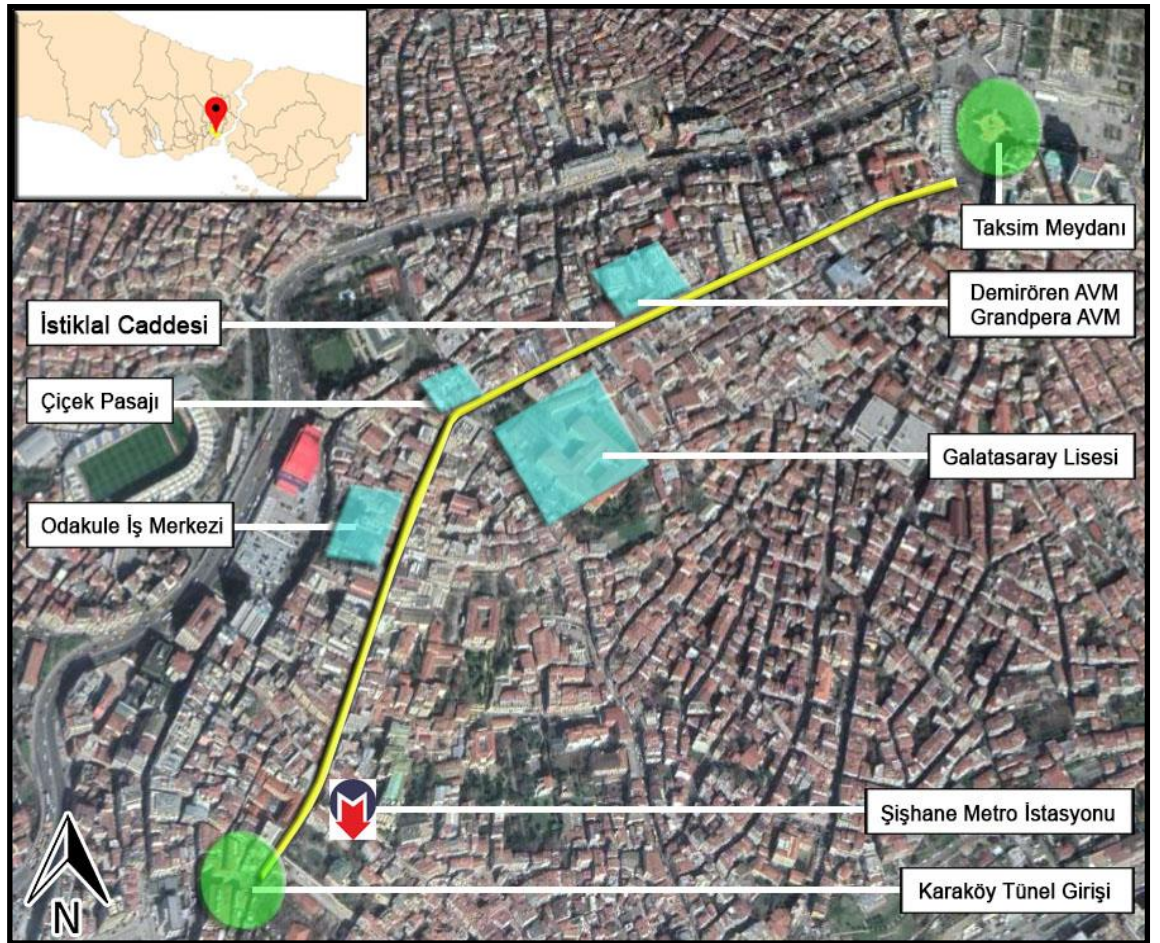 Taksim Meydanı
Demirören AVM
Grandpera AVM
İstiklal Caddesi
Çiçek Pasajı
Galatasaray Lisesi
Odakule İş Merkezi
M
Şişhane Metro İstasyonu
Karaköy Tünel Girişi
N